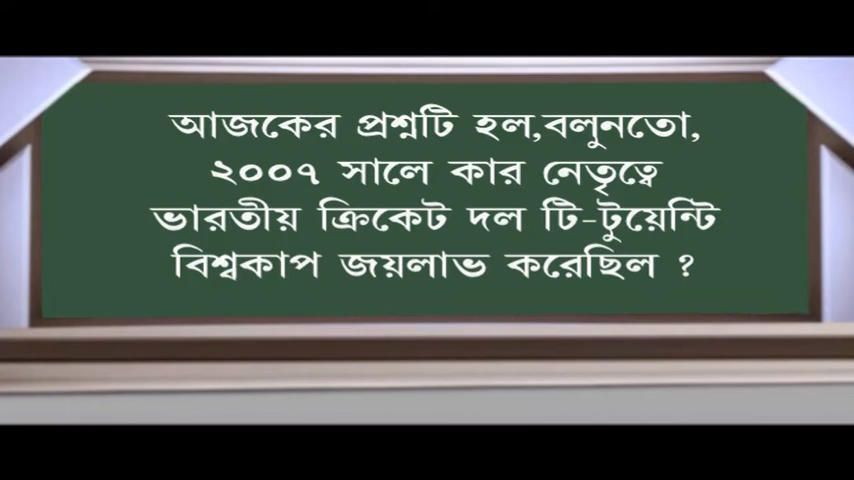 আজকের প্রশ্নটি হল,বলুনতো,
২০০৭ সালে কার নেতৃত্বে
ভারতীয় ক্রিকেট দল টি-টুয়েন্টি
বিশ্বকাপ জয়লাভ করেছিল ?